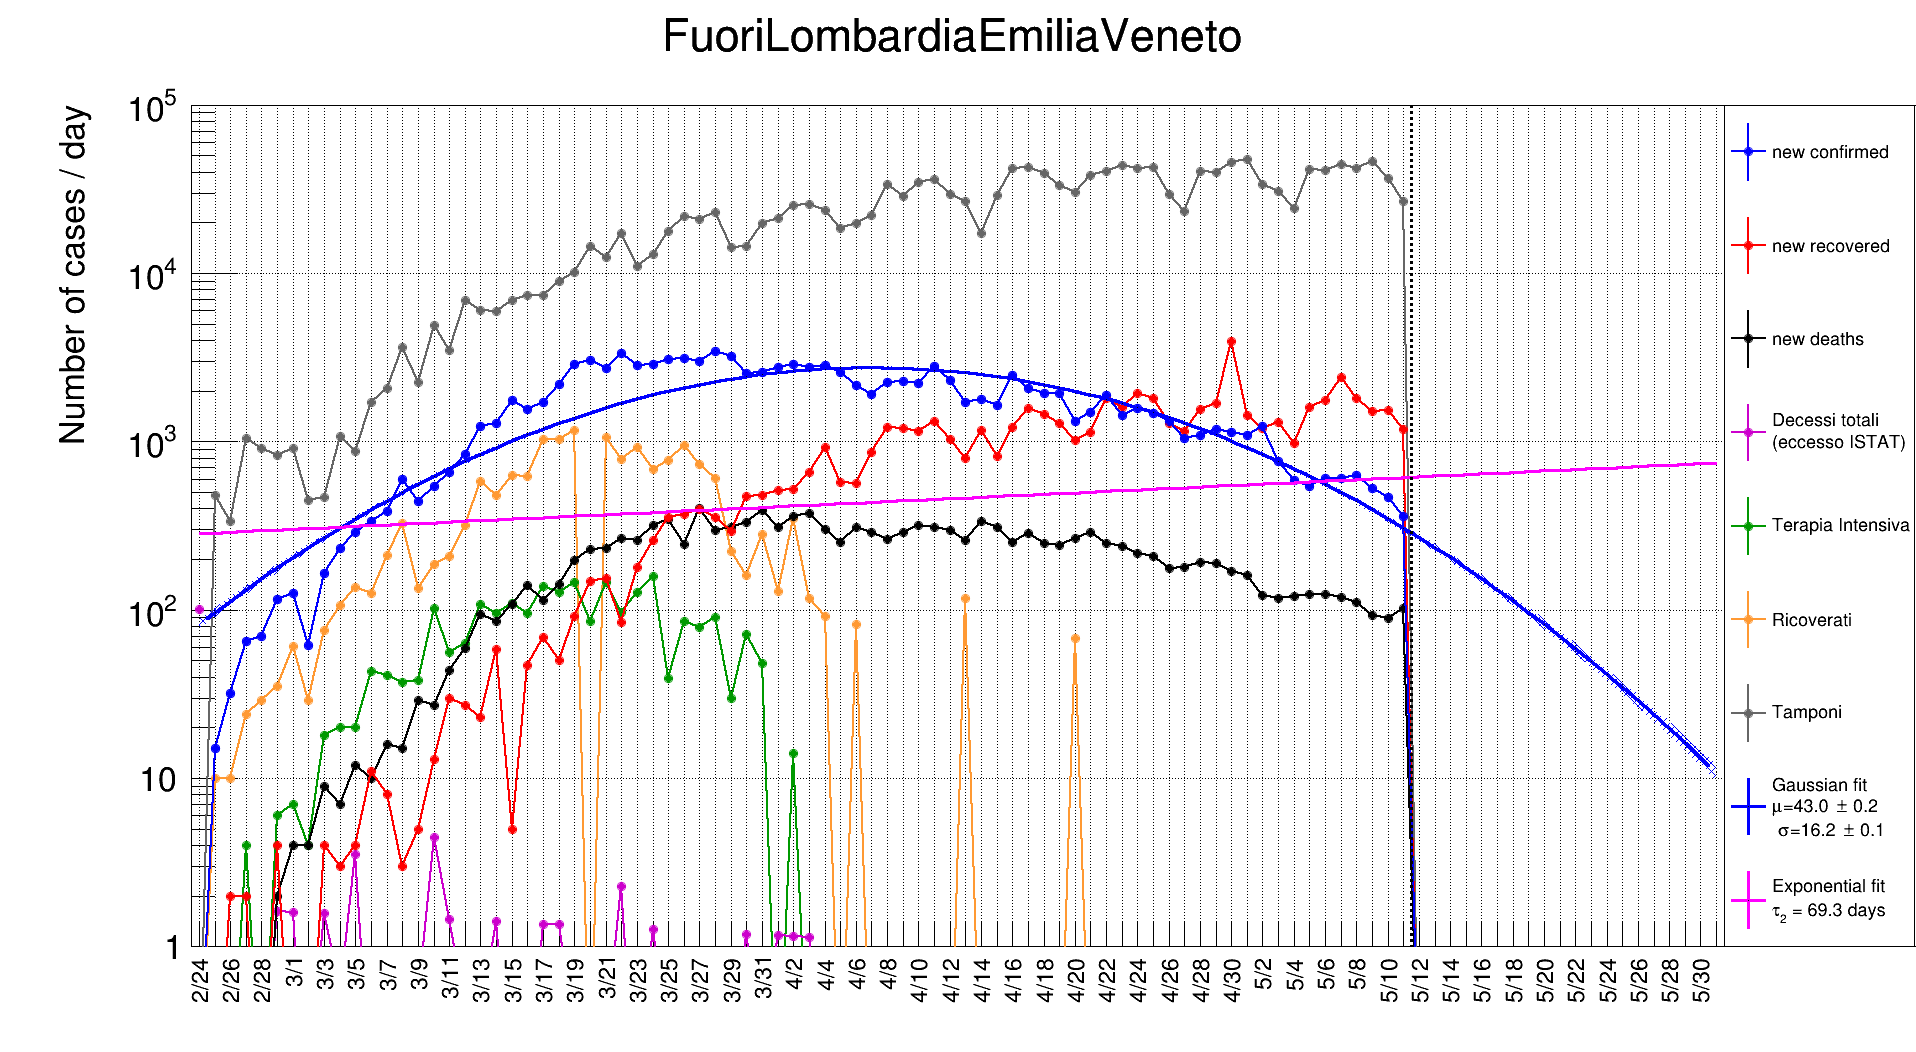 FuoriLombardiaEmiliaVeneto
Number of cases / day
10^5
10^4
10^3
10^2
10
1
2/24 2/26 2/28 3/1 3/3 3/5 3/7 3/9 3/11 3/13 3/15 3/17 3/19 3/21 3/23 3/25 3/27 3/29 3/31 4/2 4/4 4/6 4/8 4/10 4/12 4/14 4/16 4/18 4/20 4/22 4/24 4/26 4/28 4/30 5/2 5/4 5/6 5/8 5/10 5/12 5/14 5/16 5/18 5/20 5/22 5/24 5/26 5/28 5/30
new confirmed
new recovered
new deaths
Decessi totali
(eccesso ISTAT)
Terapia Intensiva
Ricoverati
Tamponi
Gaussian fit
μ=43.0 ± 0.2
σ=16.2 ± 0.1
Exponential fit
τ₂ = 69.3 days